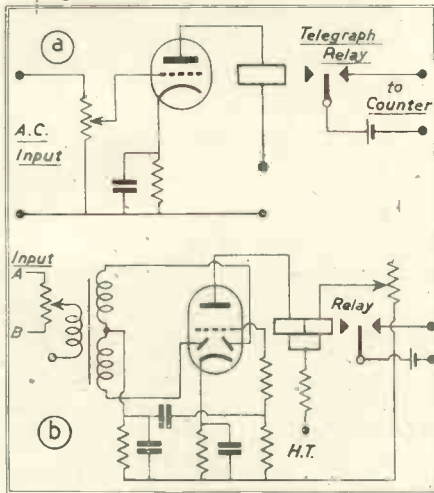 a
Telegraph
Relay
to
Counter
A.C.
Input
Input
A
B
Relay
b
H.T.